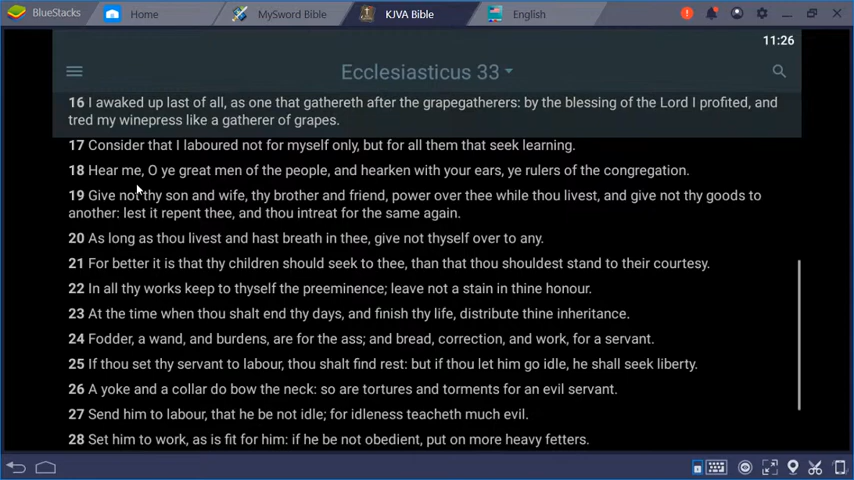 BlueStacks
Home
MySword Bible
KJVA Bible
English
11:26
Ecclesiasticus 33
16 I awaked up last of all, as one that gathereth after the grapegatherers: by the blessing of the Lord I profited, and
tred my winepress like a gatherer of grapes.
17 Consider that I laboured not for myself only, but for all them that seek learning.
18 Hear me, O ye great men of the people, and hearken with your ears, ye rulers of the congregation.
19 Give not thy son and wife, thy brother and friend, power over thee while thou livest, and give not thy goods to
another: lest it repent thee, and thou intreat for the same again.
20 As long as thou livest and hast breath in thee, give not thyself over to any.
21 For better it is that thy children should seek to thee, than that thou shouldest stand to their courtesy.
22 In all thy works keep to thyself the preeminence; leave not a stain in thine honour.
23 At the time when thou shalt end thy days, and finish thy life, distribute thine inheritance.
24 Fodder, a wand, and burdens, are for the ass; and bread, correction, and work, for a servant.
25 If thou set thy servant to labour, thou shalt find rest: but if thou let him go idle, he shall seek liberty.
26 A yoke and a collar do bow the neck: so are tortures and torments for an evil servant.
27 Send him to labour, that he be not idle; for idleness teacheth much evil.
28 Set him to work, as is fit for him: if he be not obedient, put on more heavy fetters.